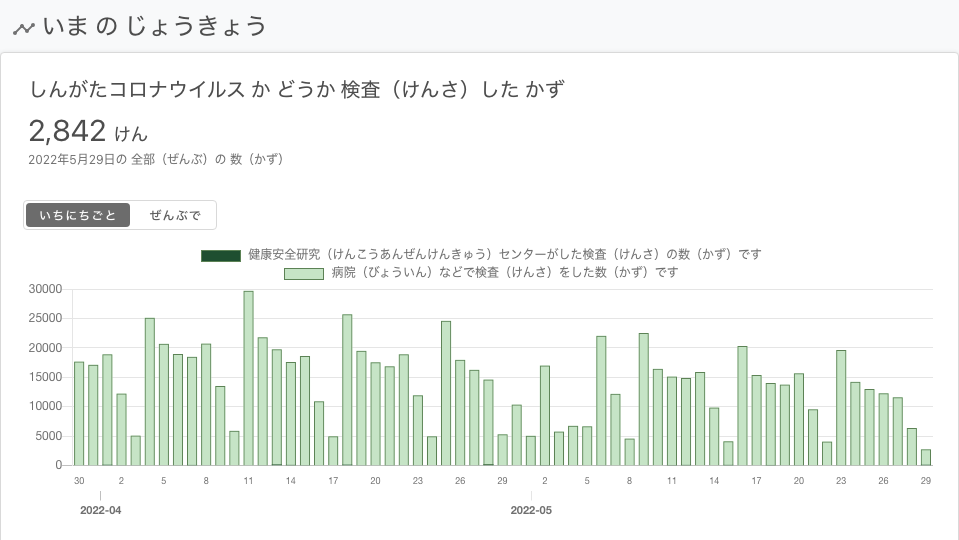 いま の じょうきょう
しんがたコロナウイルス か どうか 検査（けんさ）した かず
2,842 けん
2022年5月29日の 全部（ぜんぶ）の 数（かず）
いちにちごと ぜんぶで
健康安全研究（けんこうあんぜんけんきゅう）センターがした検査（けんさ）の数（かず）です
病院（びょういん）などで検査（けんさ）をした数（かず）です
30000
25000
20000
15000
10000
5000
0
30 2 5 8 11 14 17 20 23 26 29 2 5 8 11 14 17 20 23 26 29
2022-04 2022-05